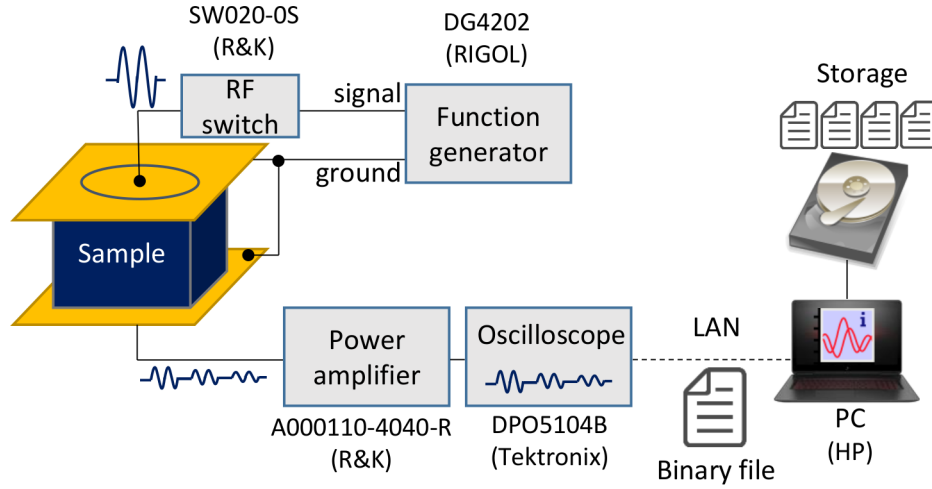 SW020-0S
(R&K)
DG4202
(RIGOL)
RF
switch
signal
ground
Function
generator
Storage
Sample
Power
amplifier
Oscilloscope
LAN
i
A000110-4040-R
(R&K)
DPO5104B
(Tektronix)
Binary file
PC
(HP)